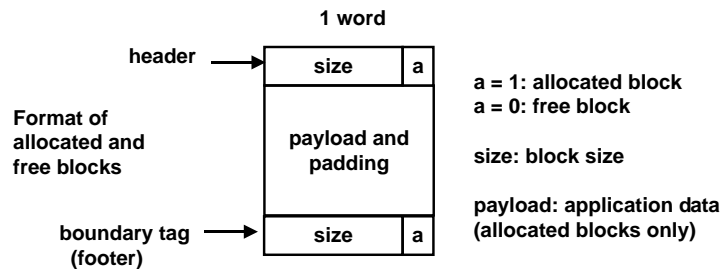 1 word
header
size a
a = 1: allocated block
a = 0: free block
Format of
allocated and
free blocks
payload and
padding
size: block size
payload: application data
(allocated blocks only)
boundary tag
(footer)
size a